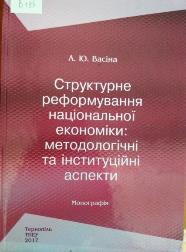 А. Ю. Васіна
Структурне
реформування
національної
економіки:
методологічні
та інституційні
аспекти
Монографія
Тернопіль
ТНЕУ
2017